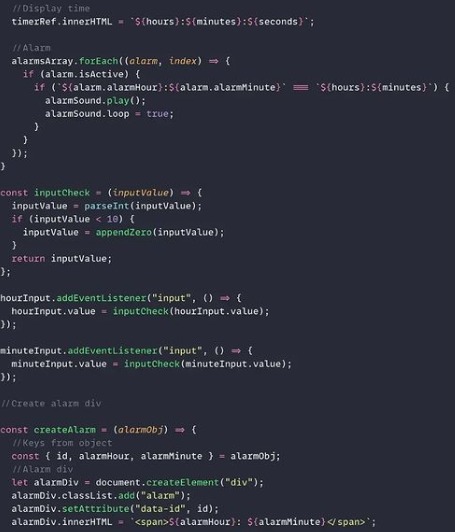 //Display time
timerRef.innerHTML = `${hours}:${minutes}:${seconds}`;
//Alarm
alarmsArray.forEach((alarm, index) => {
if (alarm.isActive) {
if (`${alarm.alarmHour}:${alarm.alarmMinute}` === `${hours}:${minutes}`) {
alarmSound.play();
alarmSound.loop = true;
}
}
});
}
const inputCheck = (inputValue) => {
inputValue = parseInt(inputValue);
if (inputValue < 10) {
inputValue = appendZero(inputValue);
}
return inputValue;
};
hourInput.addEventListener("input", () => {
hourInput.value = inputCheck(hourInput.value);
});
minuteInput.addEventListener("input", () => {
minuteInput.value = inputCheck(minuteInput.value);
});
//Create alarm div
const createAlarm = (alarmObj) => {
//Keys from object
const { id, alarmHour, alarmMinute } = alarmObj;
//Alarm div
let alarmDiv = document.createElement("div");
alarmDiv.classList.add("alarm");
alarmDiv.setAttribute("data-id", id);
alarmDiv.innerHTML = `<span>${alarmHour}: ${alarmMinute}</span>`;